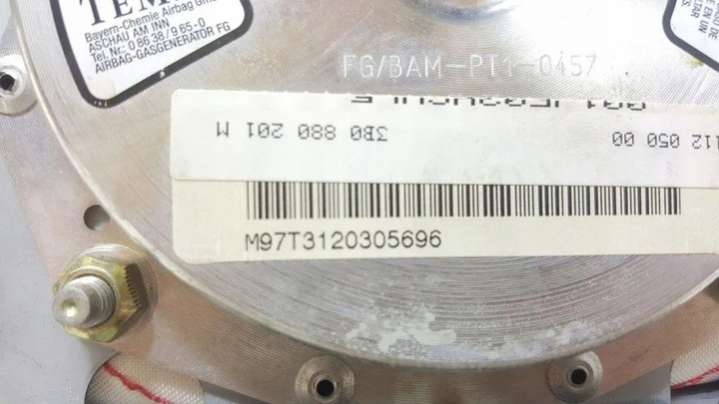 TEM
Bayern-Chemie Airbag GmbH
ASCHAU AM INN
Tel. Nr.: 0 86 38 / 9 65-0
AIRBAG-GASGENERATOR FG
FG/BAM-PT1-0457
3B0 880 201 M
112 050 00
M97T3120305696